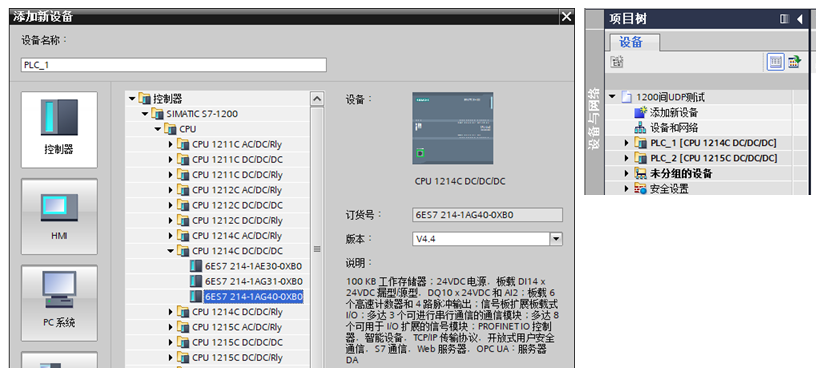 添加新设备
设备名称：
PLC_1
控制器
HMI
PC 系统
控制器
SIMATIC S7-1200
CPU
CPU 1211C AC/DC/Rly
CPU 1211C DC/DC/DC
CPU 1211C DC/DC/Rly
CPU 1212C AC/DC/Rly
CPU 1212C DC/DC/DC
CPU 1212C DC/DC/Rly
CPU 1214C AC/DC/Rly
CPU 1214C DC/DC/DC
6ES7 214-1AE30-0XB0
6ES7 214-1AG31-0XB0
6ES7 214-1AG40-0XB0
CPU 1214C DC/DC/Rly
CPU 1215C AC/DC/Rly
CPU 1215C DC/DC/DC
CPU 1215C DC/DC/Rly
设备：
CPU 1214C DC/DC/DC
订货号：
6ES7 214-1AG40-0XB0
版本：
V4.4
说明：
100 KB 工作存储器；24VDC 电源，板载 DI14 x
24VDC 漏型/源型，DQ10 x 24VDC 和 AI2；板载 6
个高速计数器和 4 路脉冲输出；信号板扩展板载式
I/O；多达 3 个可进行串行通信的通信模块；多达 8
个可用于 I/O 扩展的信号模块；PROFINET IO 控制
器，智能设备，TCP/IP 传输协议，开放式用户安全
通信，S7 通信，Web 服务器，OPC UA：服务器
DA
项目树
设备
设备与网络
1200间UDP测试
添加新设备
设备和网络
PLC_1 [CPU 1214C DC/DC/DC]
PLC_2 [CPU 1215C DC/DC/DC]
未分组的设备
安全设置